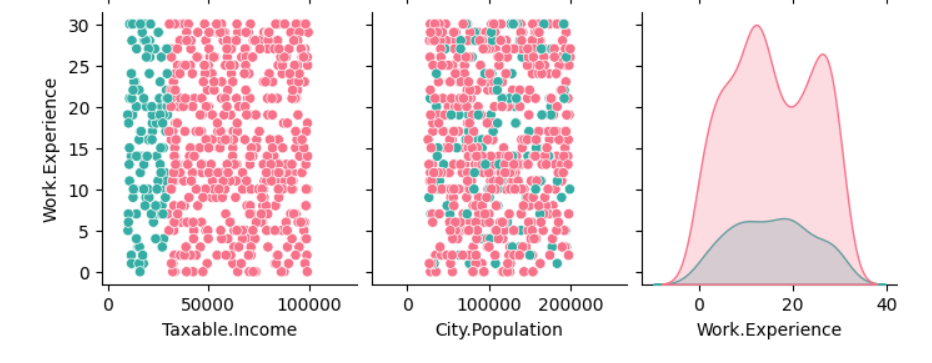 30
25
20
15
10
5
0
Work.Experience
0 50000 100000
0 100000 200000
0 20 40
Taxable.Income
City.Population
Work.Experience